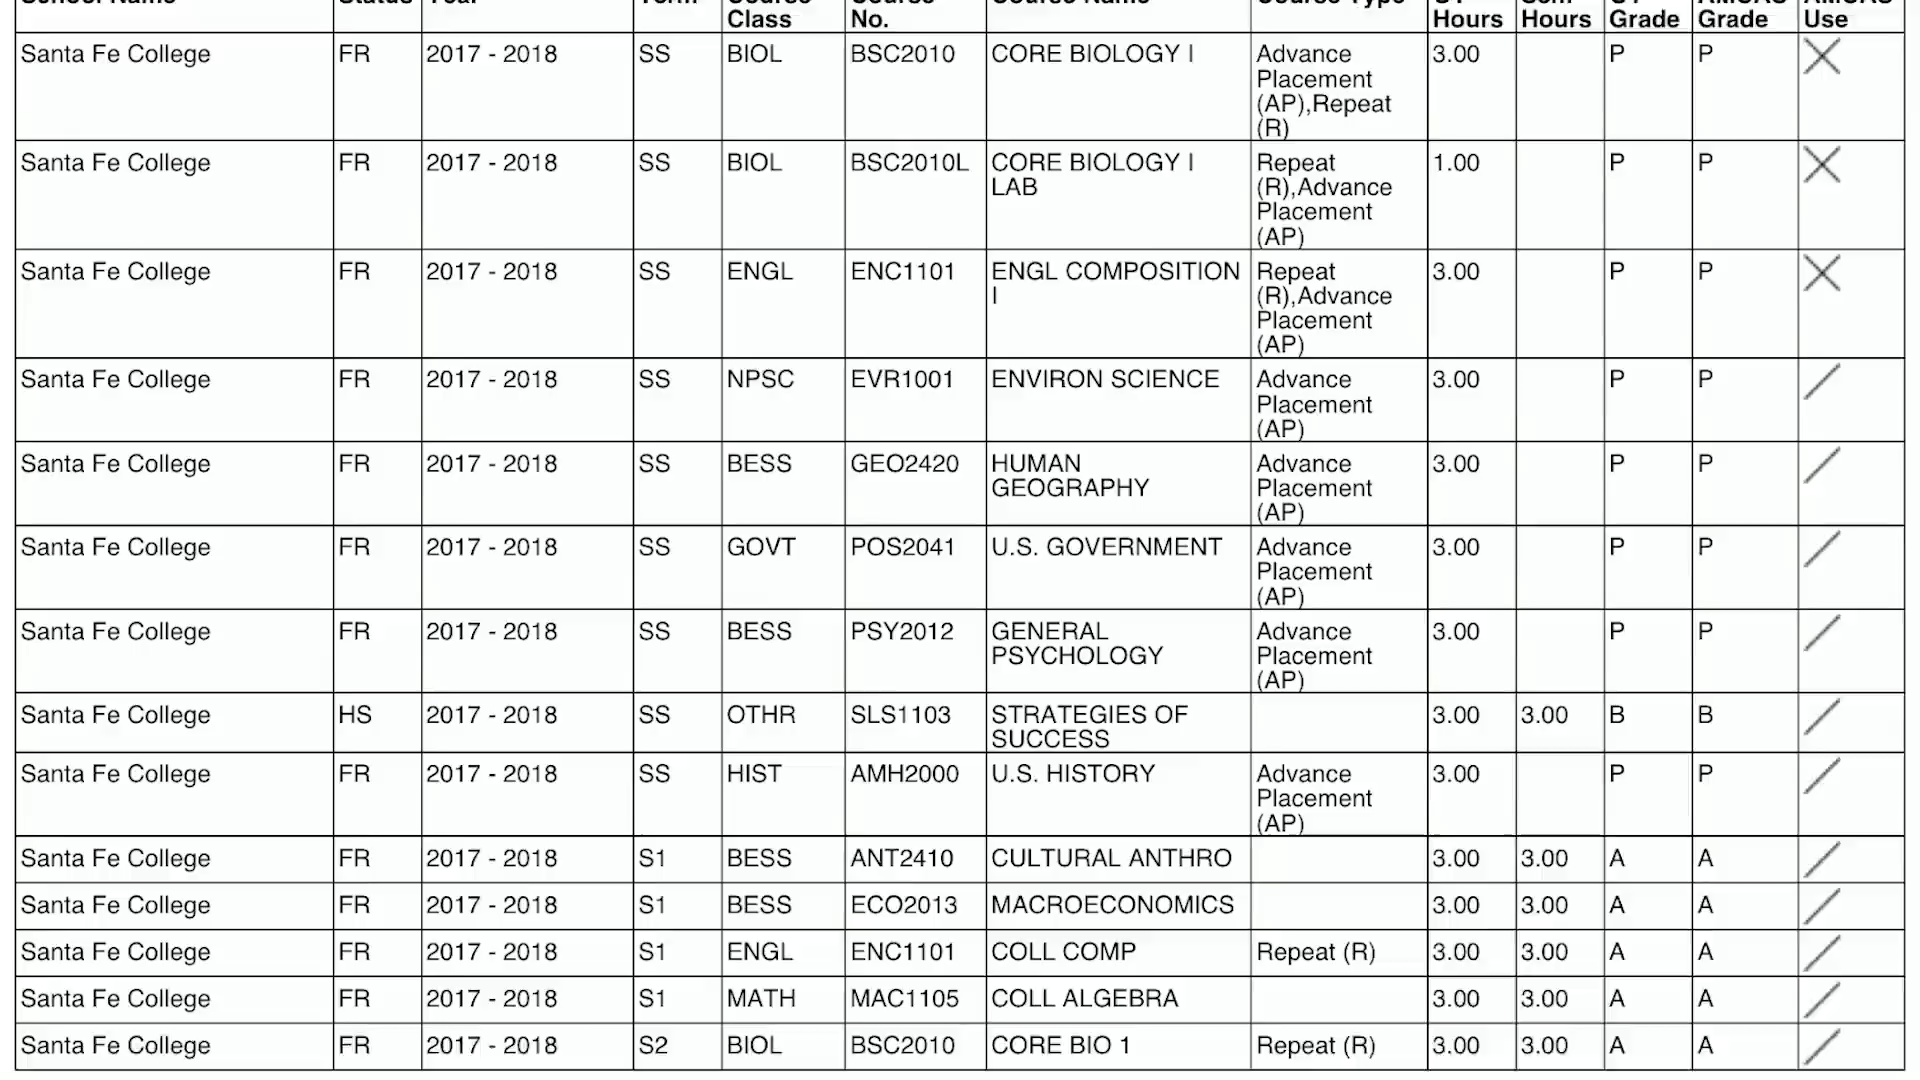 School Name Status Year Term Course Course Course Name Course Type OT Sem. OT AMCAS AMCAS
Class No. Hours Hours Grade Grade Use
Santa Fe College FR 2017 - 2018 SS BIOL BSC2010 CORE BIOLOGY I Advance 3.00 P P
Placement
(AP),Repeat
(R)
Santa Fe College FR 2017 - 2018 SS BIOL BSC2010L CORE BIOLOGY I Repeat 1.00 P P
LAB (R),Advance
Placement
(AP)
Santa Fe College FR 2017 - 2018 SS ENGL ENC1101 ENGL COMPOSITION Repeat 3.00 P P
I (R),Advance
Placement
(AP)
Santa Fe College FR 2017 - 2018 SS NPSC EVR1001 ENVIRON SCIENCE Advance 3.00 P P
Placement
(AP)
Santa Fe College FR 2017 - 2018 SS BESS GEO2420 HUMAN Advance 3.00 P P
GEOGRAPHY Placement
(AP)
Santa Fe College FR 2017 - 2018 SS GOVT POS2041 U.S. GOVERNMENT Advance 3.00 P P
Placement
(AP)
Santa Fe College FR 2017 - 2018 SS BESS PSY2012 GENERAL Advance 3.00 P P
PSYCHOLOGY Placement
(AP)
Santa Fe College HS 2017 - 2018 SS OTHR SLS1103 STRATEGIES OF 3.00 3.00 B B
SUCCESS
Santa Fe College FR 2017 - 2018 SS HIST AMH2000 U.S. HISTORY Advance 3.00 P P
Placement
(AP)
Santa Fe College FR 2017 - 2018 S1 BESS ANT2410 CULTURAL ANTHRO 3.00 3.00 A A
Santa Fe College FR 2017 - 2018 S1 BESS ECO2013 MACROECONOMICS 3.00 3.00 A A
Santa Fe College FR 2017 - 2018 S1 ENGL ENC1101 COLL COMP Repeat (R) 3.00 3.00 A A
Santa Fe College FR 2017 - 2018 S1 MATH MAC1105 COLL ALGEBRA 3.00 3.00 A A
Santa Fe College FR 2017 - 2018 S2 BIOL BSC2010 CORE BIO 1 Repeat (R) 3.00 3.00 A A